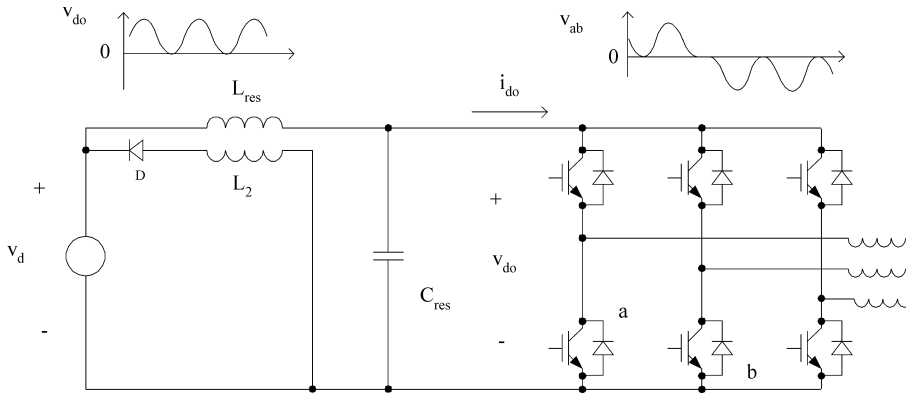 v_do
0
v_ab
0
L_res
i_do
D
L_2
+
+
v_d
v_do
C_res
a
-
-
b